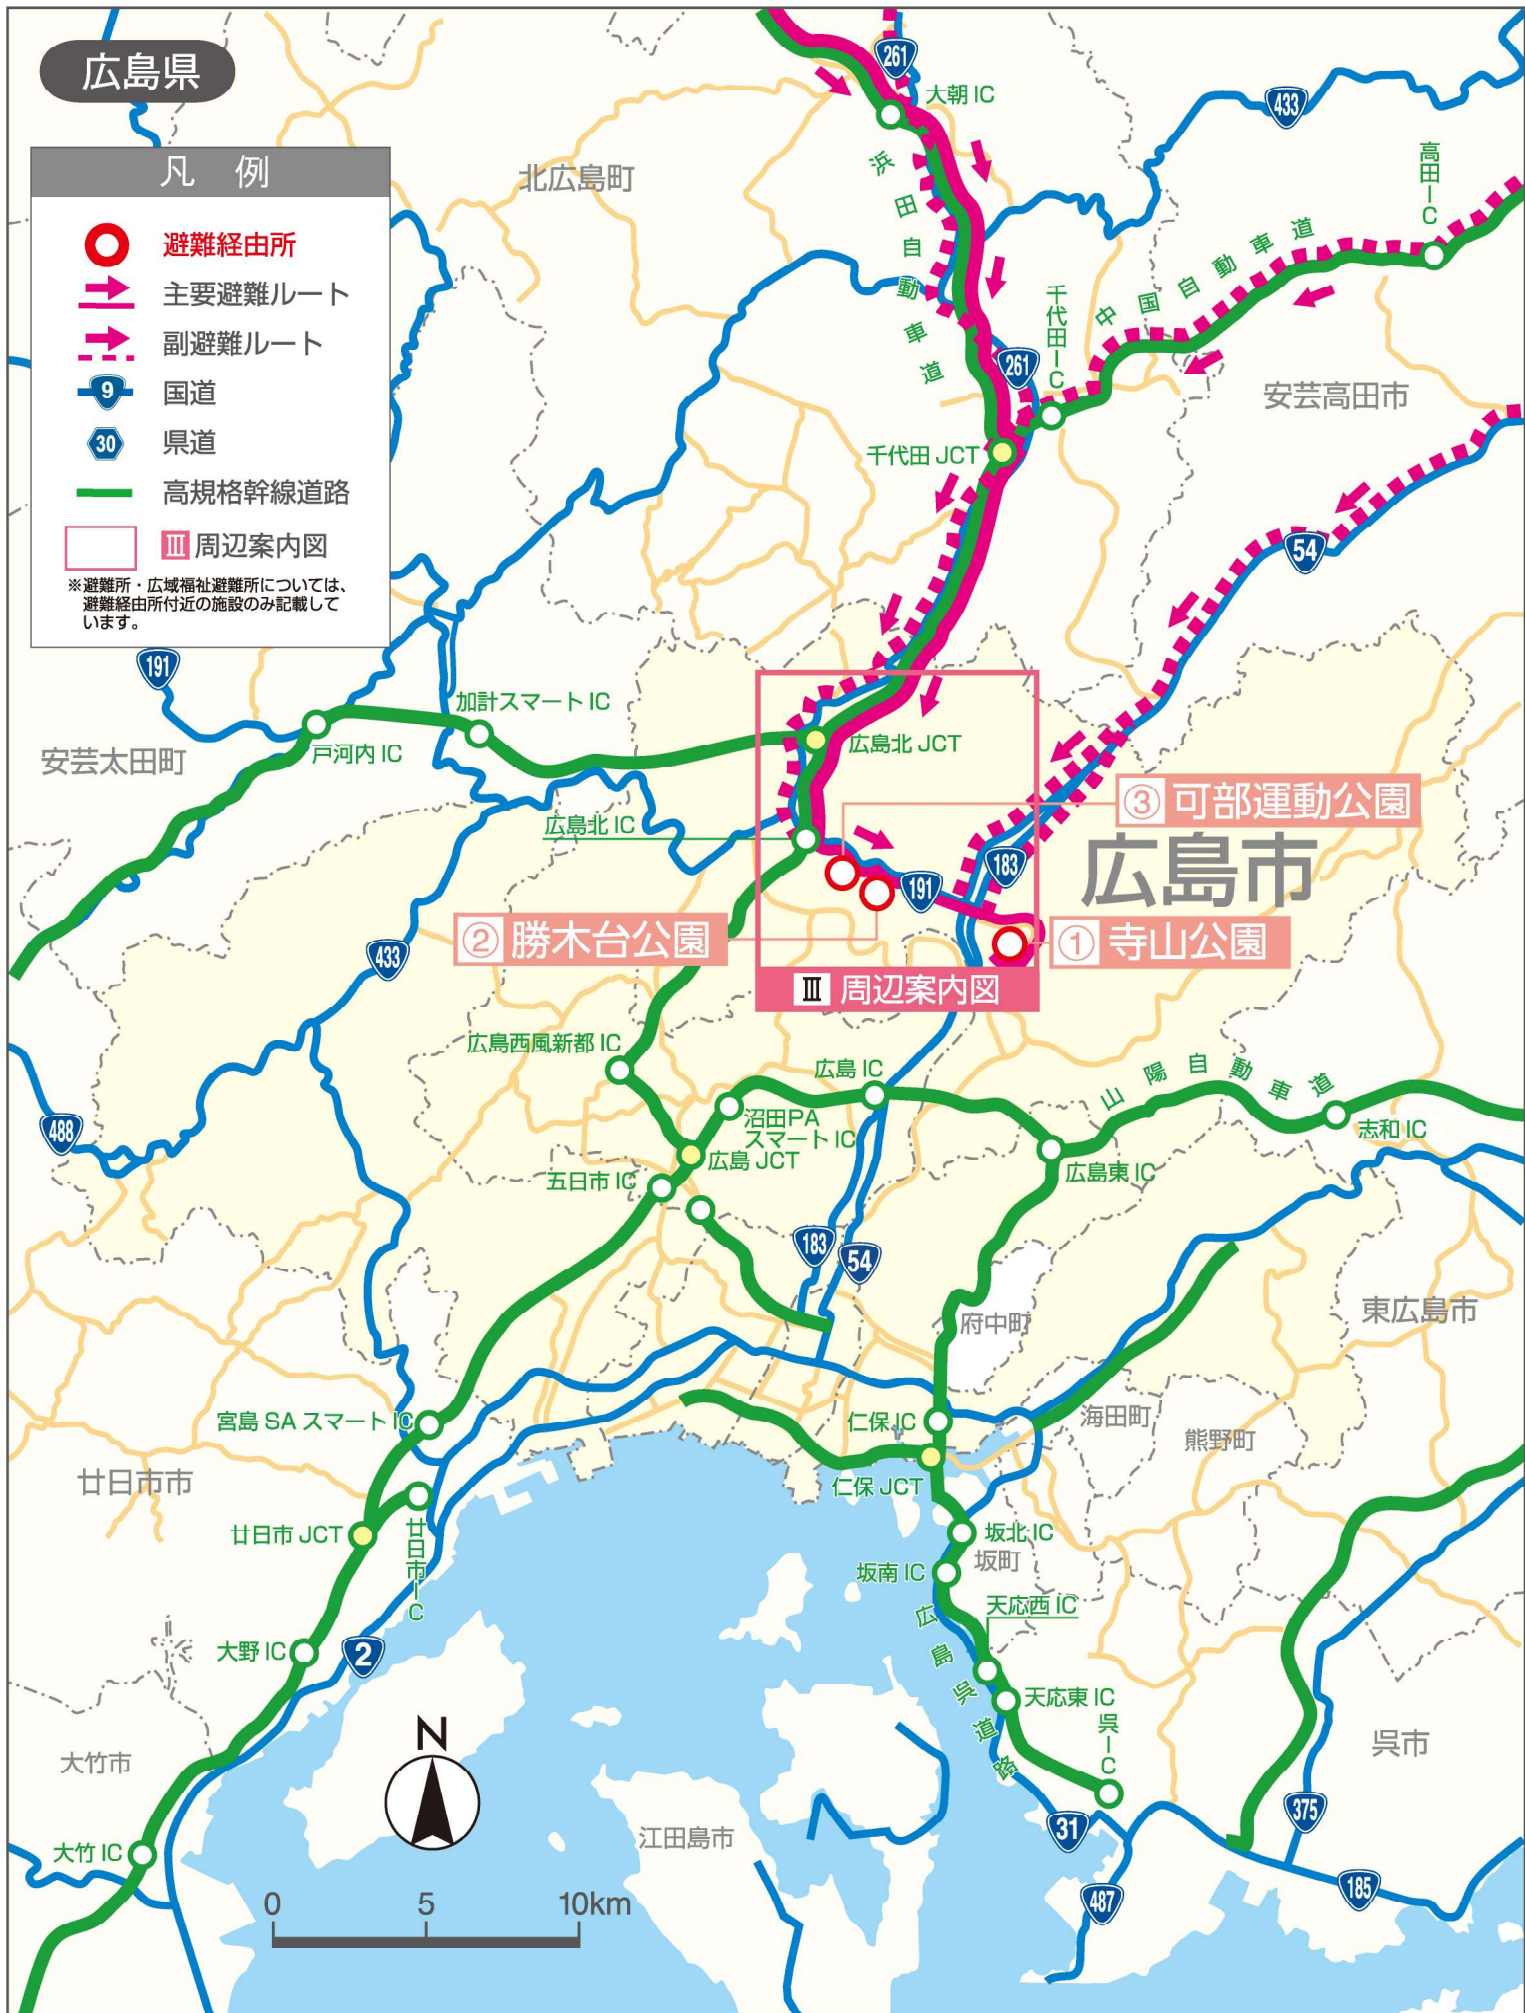 広島県
凡 例
避難経由所
主要避難ルート
副避難ルート
9
国道
30
県道
高規格幹線道路
Ⅲ 周辺案内図
※避難所・広域福祉避難所については、
避難経由所付近の施設のみ記載して
います。
261
大朝 IC
433
高田IC
北広島町
浜田自動車道
中国自動車道
千代田IC
261
安芸高田市
千代田 JCT
54
191
加計スマート IC
戸河内 IC
安芸太田町
広島北 JCT
③ 可部運動公園
広島北 IC
183
広島市
191
② 勝木台公園
① 寺山公園
433
Ⅲ 周辺案内図
広島西風新都 IC
広島 IC
山陽自動車道
488
沼田PA
スマート IC
志和 IC
広島 JCT
広島東 IC
五日市 IC
183
54
府中町
東広島市
宮島 SA スマート IC
仁保 IC
海田町
熊野町
廿日市市
仁保 JCT
廿日市 JCT
廿日市IC
坂北 IC
坂町
坂南 IC
天応西 IC
広島呉道路
大野 IC
2
天応東 IC
呉IC
N
大竹市
呉市
375
31
江田島市
大竹 IC
185
487
0 5 10km